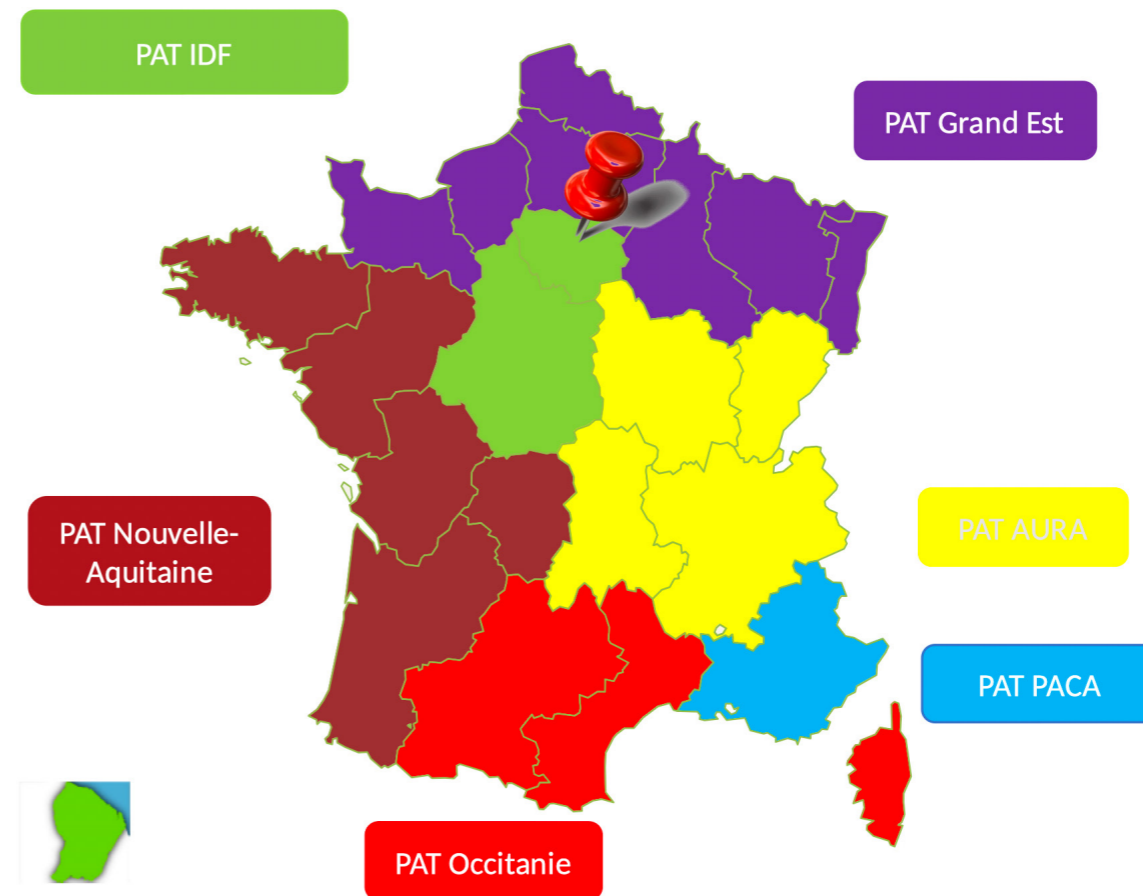 PAT IDF
PAT Grand Est
PAT Nouvelle-
Aquitaine
PAT AURA
PAT PACA
PAT Occitanie